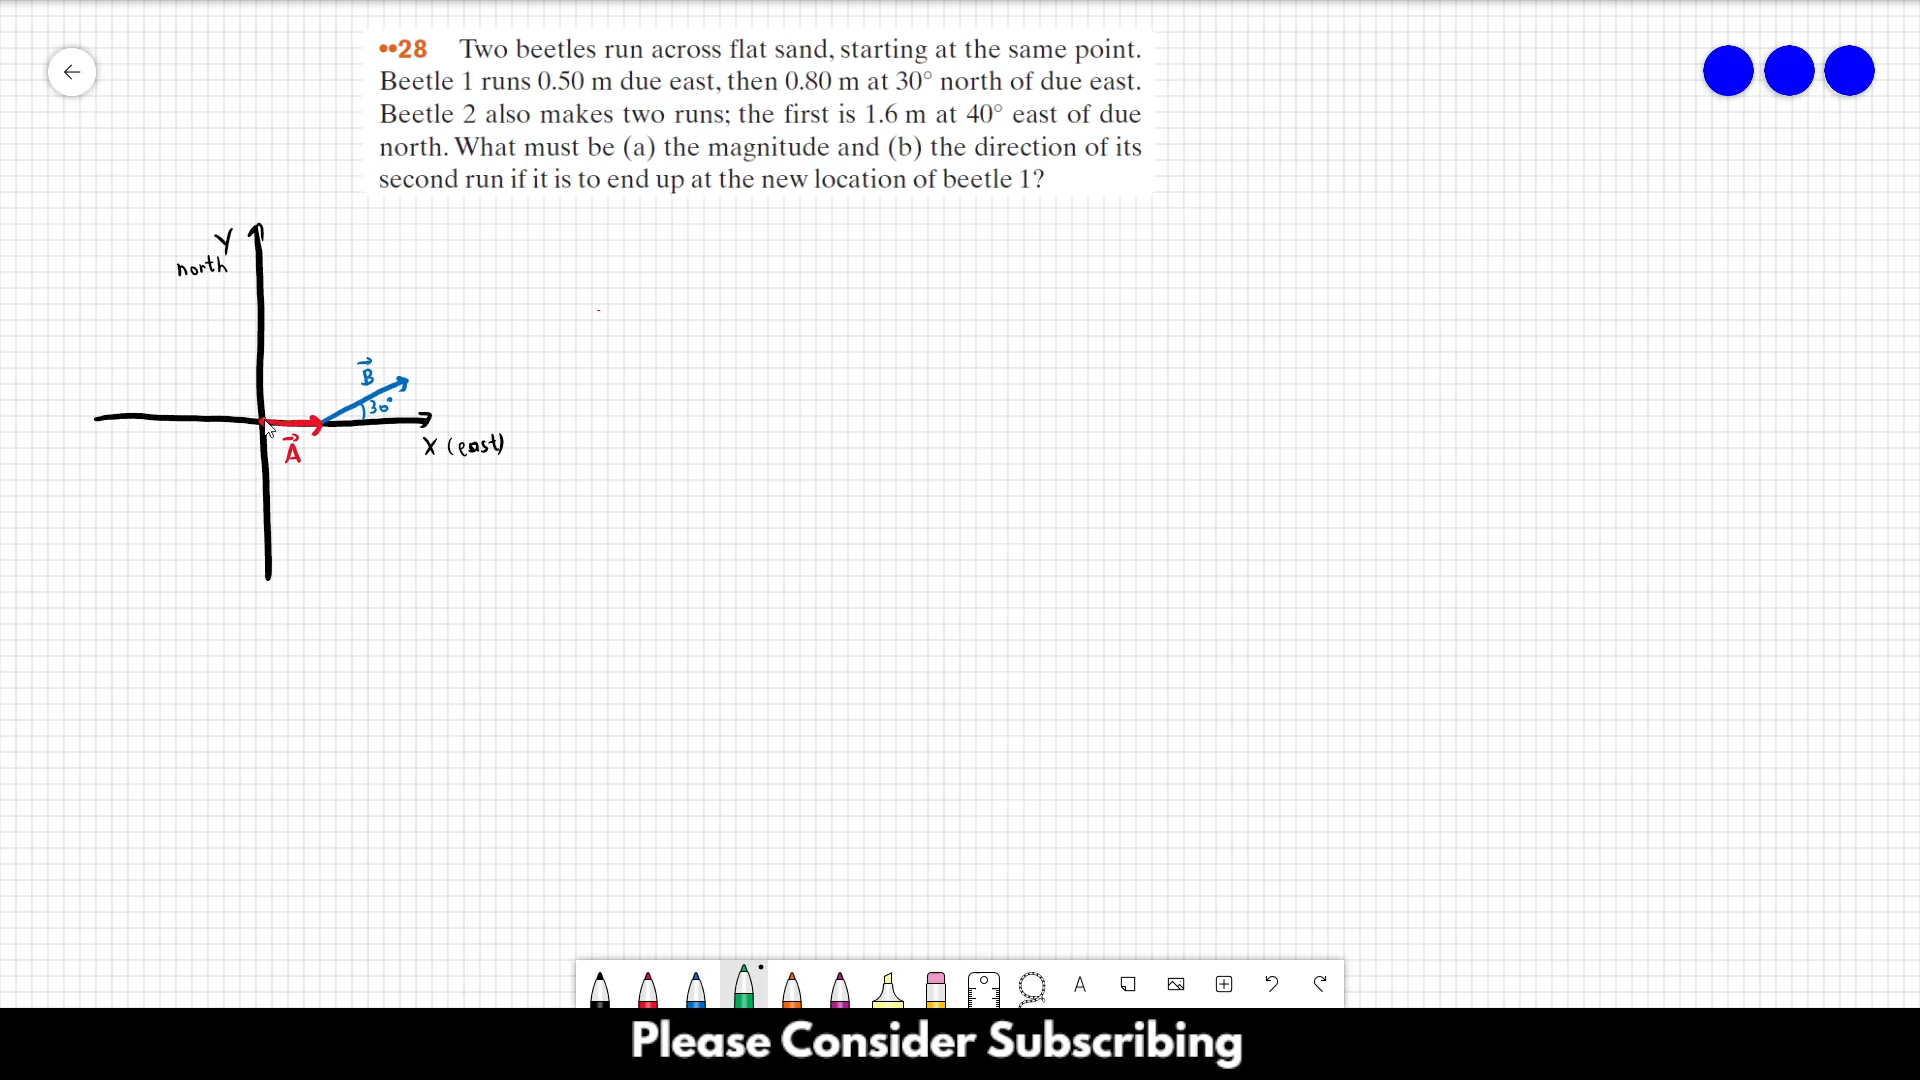 ••28 Two beetles run across flat sand, starting at the same point.
Beetle 1 runs 0.50 m due east, then 0.80 m at 30° north of due east.
Beetle 2 also makes two runs; the first is 1.6 m at 40° east of due
north. What must be (a) the magnitude and (b) the direction of its
second run if it is to end up at the new location of beetle 1?
Y
north
B
30°
A
X (east)
A
Please Consider Subscribing